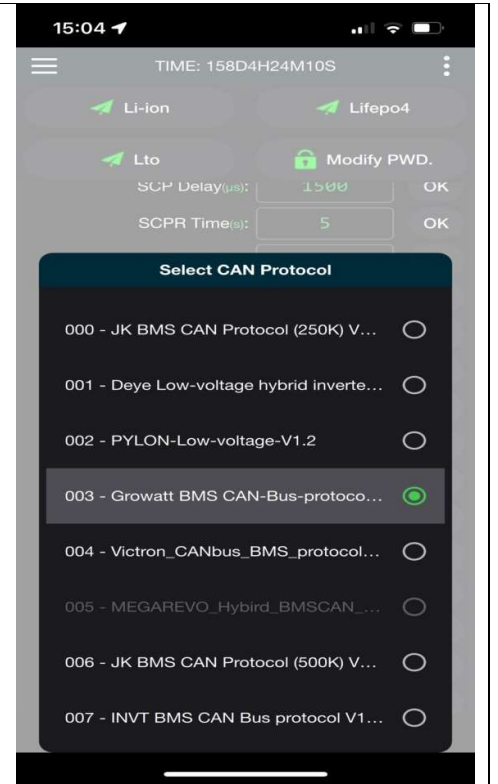 15:04
TIME: 158D4H24M10S
Li-ion
Lifepo4
Lto
Modify PWD.
SCP Delay(μs): 1500 OK
SCPR Time(s): 5 OK
Select CAN Protocol
000 - JK BMS CAN Protocol (250K) V...
001 - Deye Low-voltage hybrid inverte...
002 - PYLON-Low-voltage-V1.2
003 - Growatt BMS CAN-Bus-protoco...
004 - Victron_CANbus_BMS_protocol...
005 - MEGAREVO_Hybird_BMSCAN_...
006 - JK BMS CAN Protocol (500K) V...
007 - INVT BMS CAN Bus protocol V1...